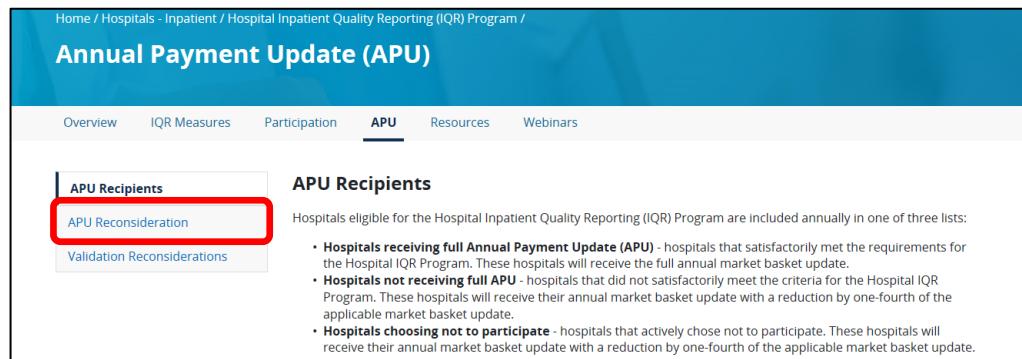 Home / Hospitals - Inpatient / Hospital Inpatient Quality Reporting (IQR) Program /
Annual Payment Update (APU)
Overview IQR Measures Participation APU Resources Webinars
APU Recipients
APU Reconsideration
Validation Reconsiderations
APU Recipients
Hospitals eligible for the Hospital Inpatient Quality Reporting (IQR) Program are included annually in one of three lists:
• Hospitals receiving full Annual Payment Update (APU) - hospitals that satisfactorily met the requirements for
the Hospital IQR Program. These hospitals will receive the full annual market basket update.
• Hospitals not receiving full APU - hospitals that did not satisfactorily meet the criteria for the Hospital IQR
Program. These hospitals will receive their annual market basket update with a reduction by one-fourth of the
applicable market basket update.
• Hospitals choosing not to participate - hospitals that actively chose not to participate. These hospitals will
receive their annual market basket update with a reduction by one-fourth of the applicable market basket update.